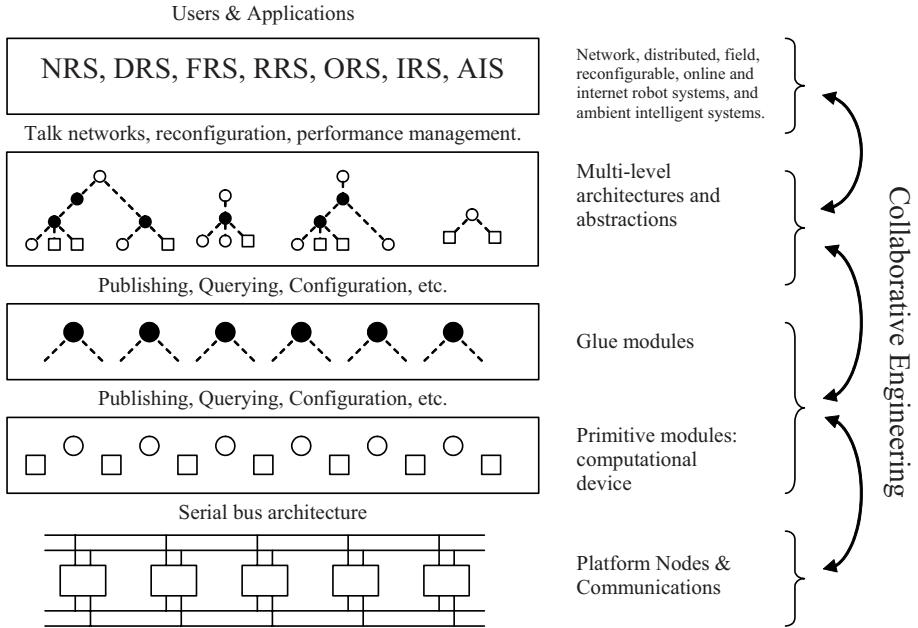 Users & Applications
NRS, DRS, FRS, RRS, ORS, IRS, AIS
Network, distributed, field,
reconfigurable, online and
internet robot systems, and
ambient intelligent systems.
Talk networks, reconfiguration, performance management.
Multi-level
architectures and
abstractions
Publishing, Querying, Configuration, etc.
Glue modules
Publishing, Querying, Configuration, etc.
Primitive modules:
computational
device
Serial bus architecture
Platform Nodes &
Communications
Collaborative Engineering